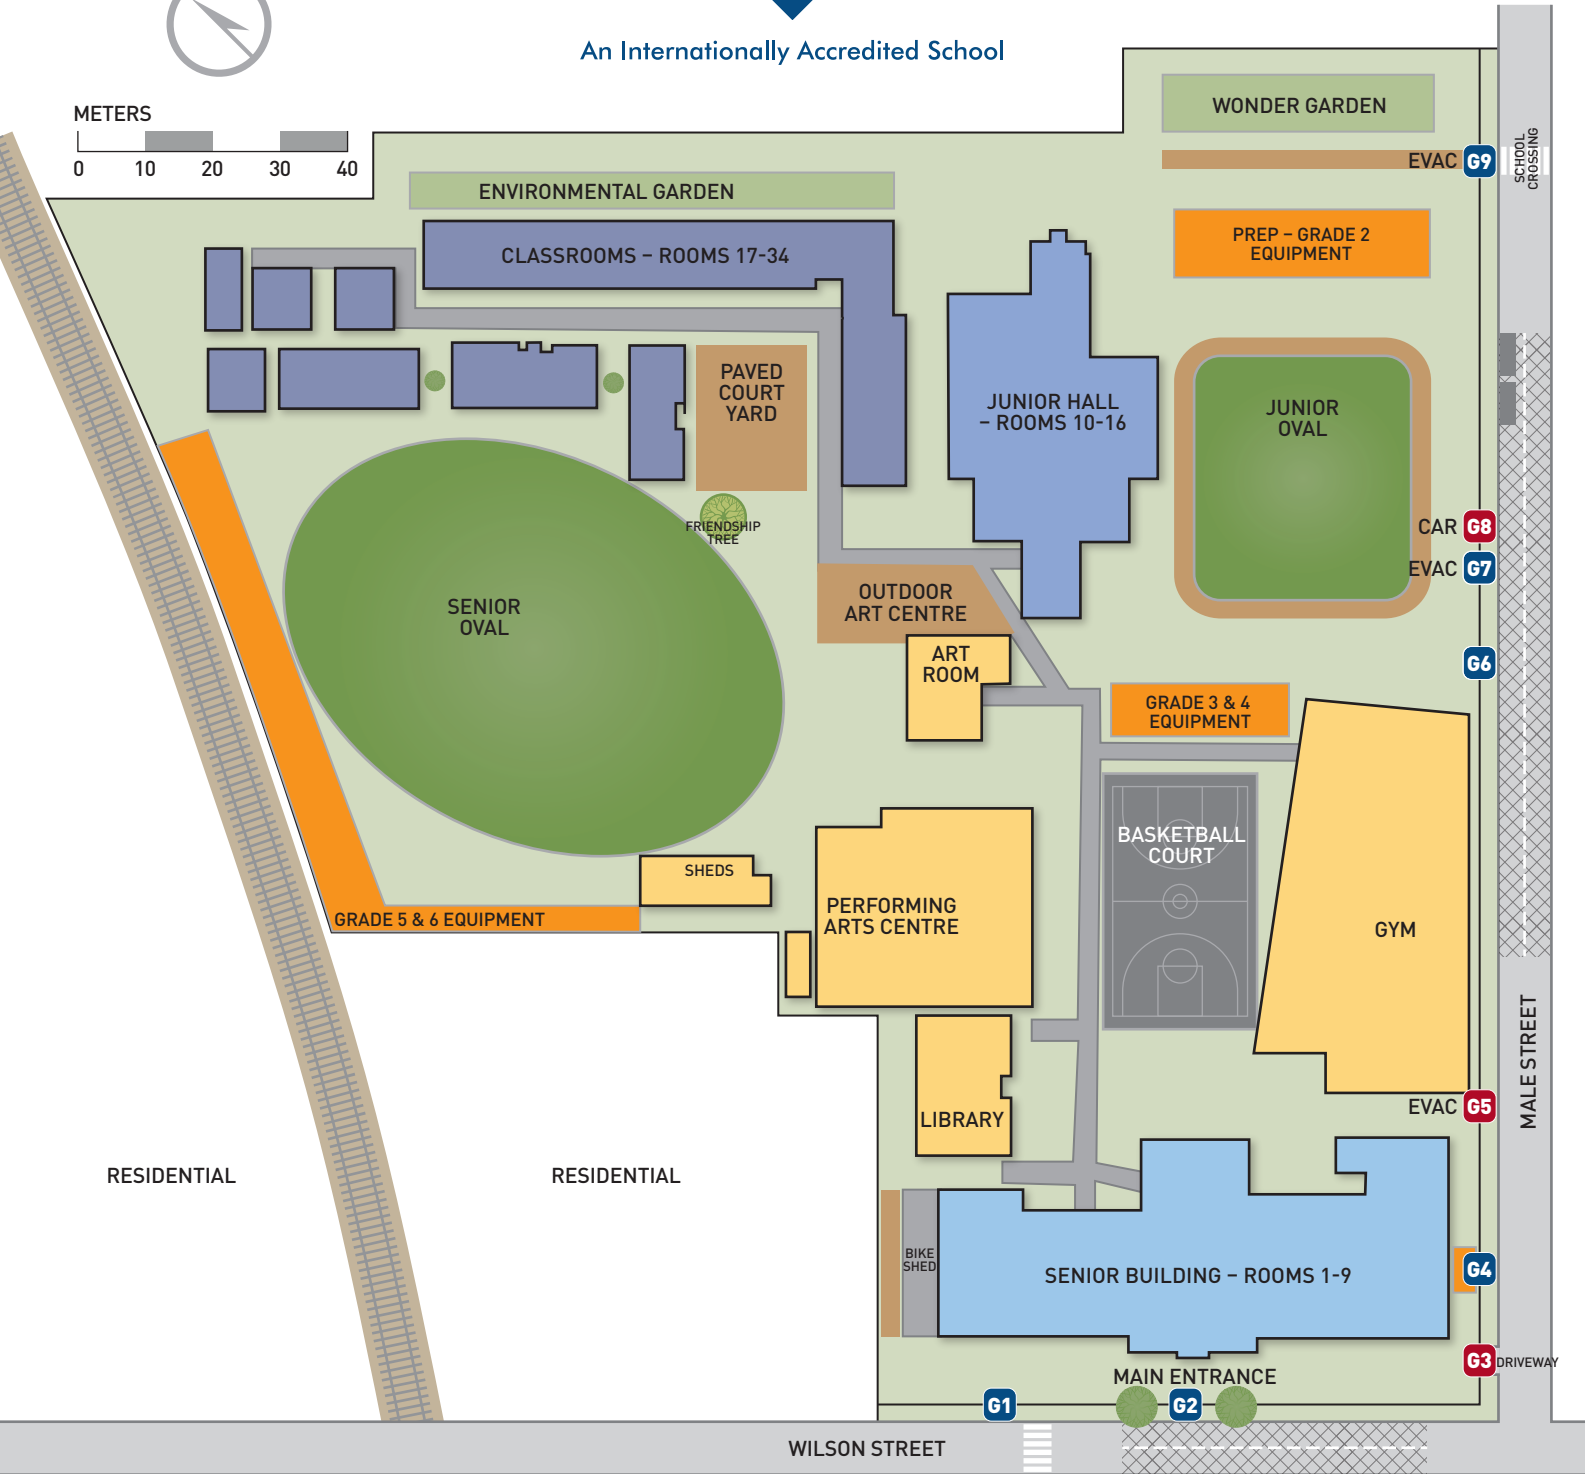 An Internationally Accredited School
METERS
0 10 20 30 40
WONDER GARDEN
EVAC G9
SCHOOL
CROSSING
ENVIRONMENTAL GARDEN
CLASSROOMS – ROOMS 17-34
PREP – GRADE 2
EQUIPMENT
PAVED
COURT
YARD
JUNIOR HALL
– ROOMS 10-16
JUNIOR
OVAL
FRIENDSHIP
TREE
CAR G8
EVAC G7
SENIOR
OVAL
OUTDOOR
ART CENTRE
ART
ROOM
G6
GRADE 3 & 4
EQUIPMENT
BASKETBALL
COURT
SHEDS
GRADE 5 & 6 EQUIPMENT
PERFORMING
ARTS CENTRE
GYM
MALE STREET
EVAC G5
LIBRARY
RESIDENTIAL
RESIDENTIAL
BIKE
SHED
SENIOR BUILDING – ROOMS 1-9
G4
G3 DRIVEWAY
MAIN ENTRANCE
G1
G2
WILSON STREET